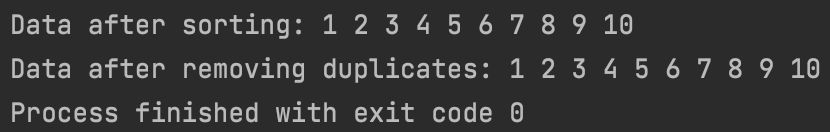 Data after sorting: 1 2 3 4 5 6 7 8 9 10
Data after removing duplicates: 1 2 3 4 5 6 7 8 9 10
Process finished with exit code 0